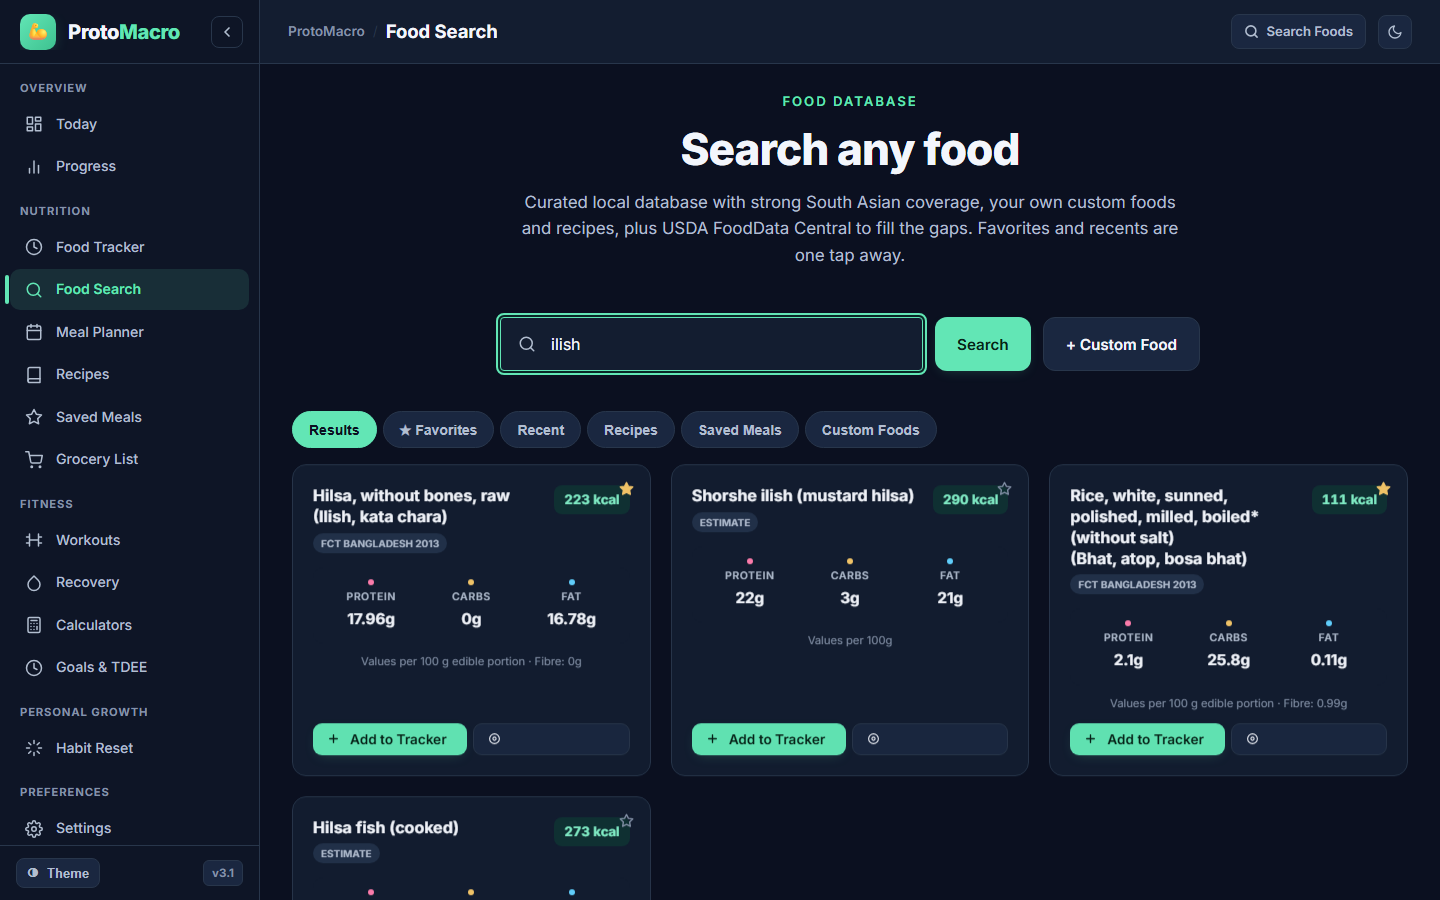 ProtoMacro
ProtoMacro / Food Search
Search Foods
OVERVIEW
Today
Progress
NUTRITION
Food Tracker
Food Search
Meal Planner
Recipes
Saved Meals
Grocery List
FITNESS
Workouts
Recovery
Calculators
Goals & TDEE
PERSONAL GROWTH
Habit Reset
PREFERENCES
Settings
Theme
v3.1
FOOD DATABASE
Search any food
Curated local database with strong South Asian coverage, your own custom foods
and recipes, plus USDA FoodData Central to fill the gaps. Favorites and recents are
one tap away.
ilish
Search
+ Custom Food
Results
★ Favorites
Recent
Recipes
Saved Meals
Custom Foods
Hilsa, without bones, raw
(Ilish, kata chara)
223 kcal
FCT BANGLADESH 2013
PROTEIN CARBS FAT
17.96g 0g 16.78g
Values per 100 g edible portion · Fibre: 0g
+ Add to Tracker
Shorshe ilish (mustard hilsa)
290 kcal
ESTIMATE
PROTEIN CARBS FAT
22g 3g 21g
Values per 100g
+ Add to Tracker
Rice, white, sunned,
polished, milled, boiled*
(without salt)
(Bhat, atop, bosa bhat)
111 kcal
FCT BANGLADESH 2013
PROTEIN CARBS FAT
2.1g 25.8g 0.11g
Values per 100 g edible portion · Fibre: 0.99g
+ Add to Tracker
Hilsa fish (cooked)
273 kcal
ESTIMATE